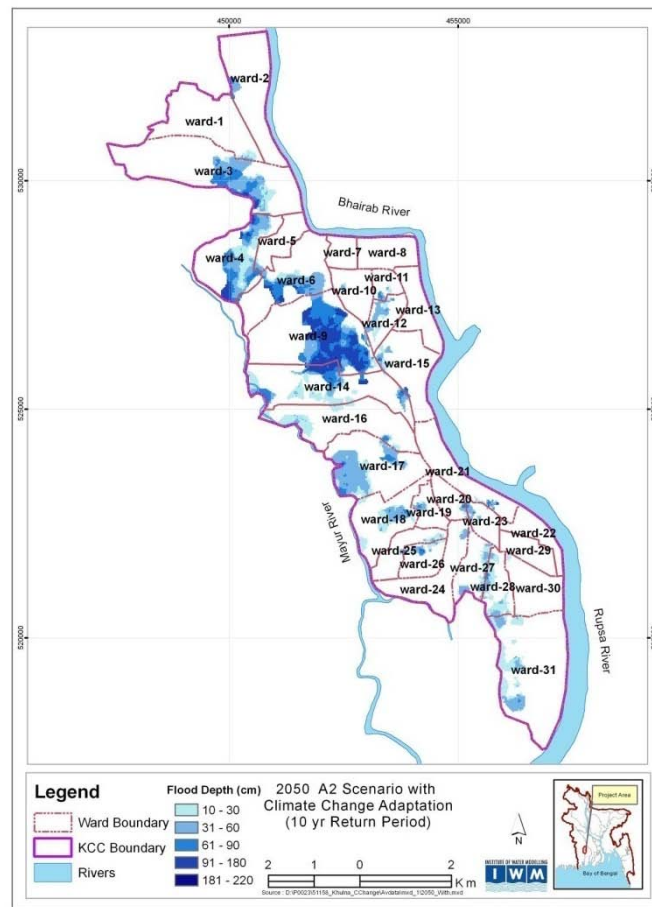 450000 455000
ward-2
ward-1
ward-3
530000
Bhairab River
ward-5
ward-7 ward-8
ward-4
ward-11
ward-6
ward-10
ward-13
ward-12
ward-9
ward-15
ward-14
525000
ward-16
ward-17
ward-21
ward-20
ward-19
ward-18
ward-23
ward-22
Mayur River
ward-25
ward-29
ward-26
ward-27
ward-24
ward-28
ward-30
Rupsa River
520000
ward-31
Legend
Ward Boundary
KCC Boundary
Rivers
Flood Depth (cm)
10 - 30
31 - 60
61 - 90
91 - 180
181 - 220
2050 A2 Scenario with
Climate Change Adaptation
(10 yr Return Period)
N
2 1 0 2
Km
INSTITUTE OF WATER MODELLING
IWM
Project Area
Bay of Bengal